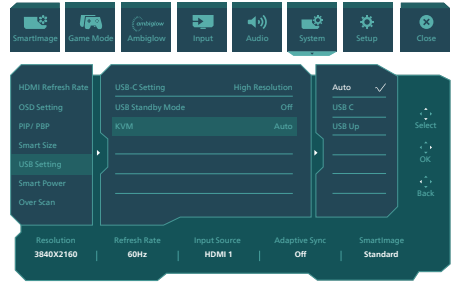 SmartImage Game Mode Ambiglow Input Audio System Setup Close
ambiglow
HDMI Refresh Rate USB-C Setting High Resolution Auto
OSD Setting USB Standby Mode Off USB C
PIP/ PBP KVM Auto USB Up
Smart Size
USB Setting
Smart Power
Over Scan
Select
OK
Back
Resolution Refresh Rate Input Source Adaptive Sync SmartImage
3840X2160 | 60Hz | HDMI 1 | Off | Standard